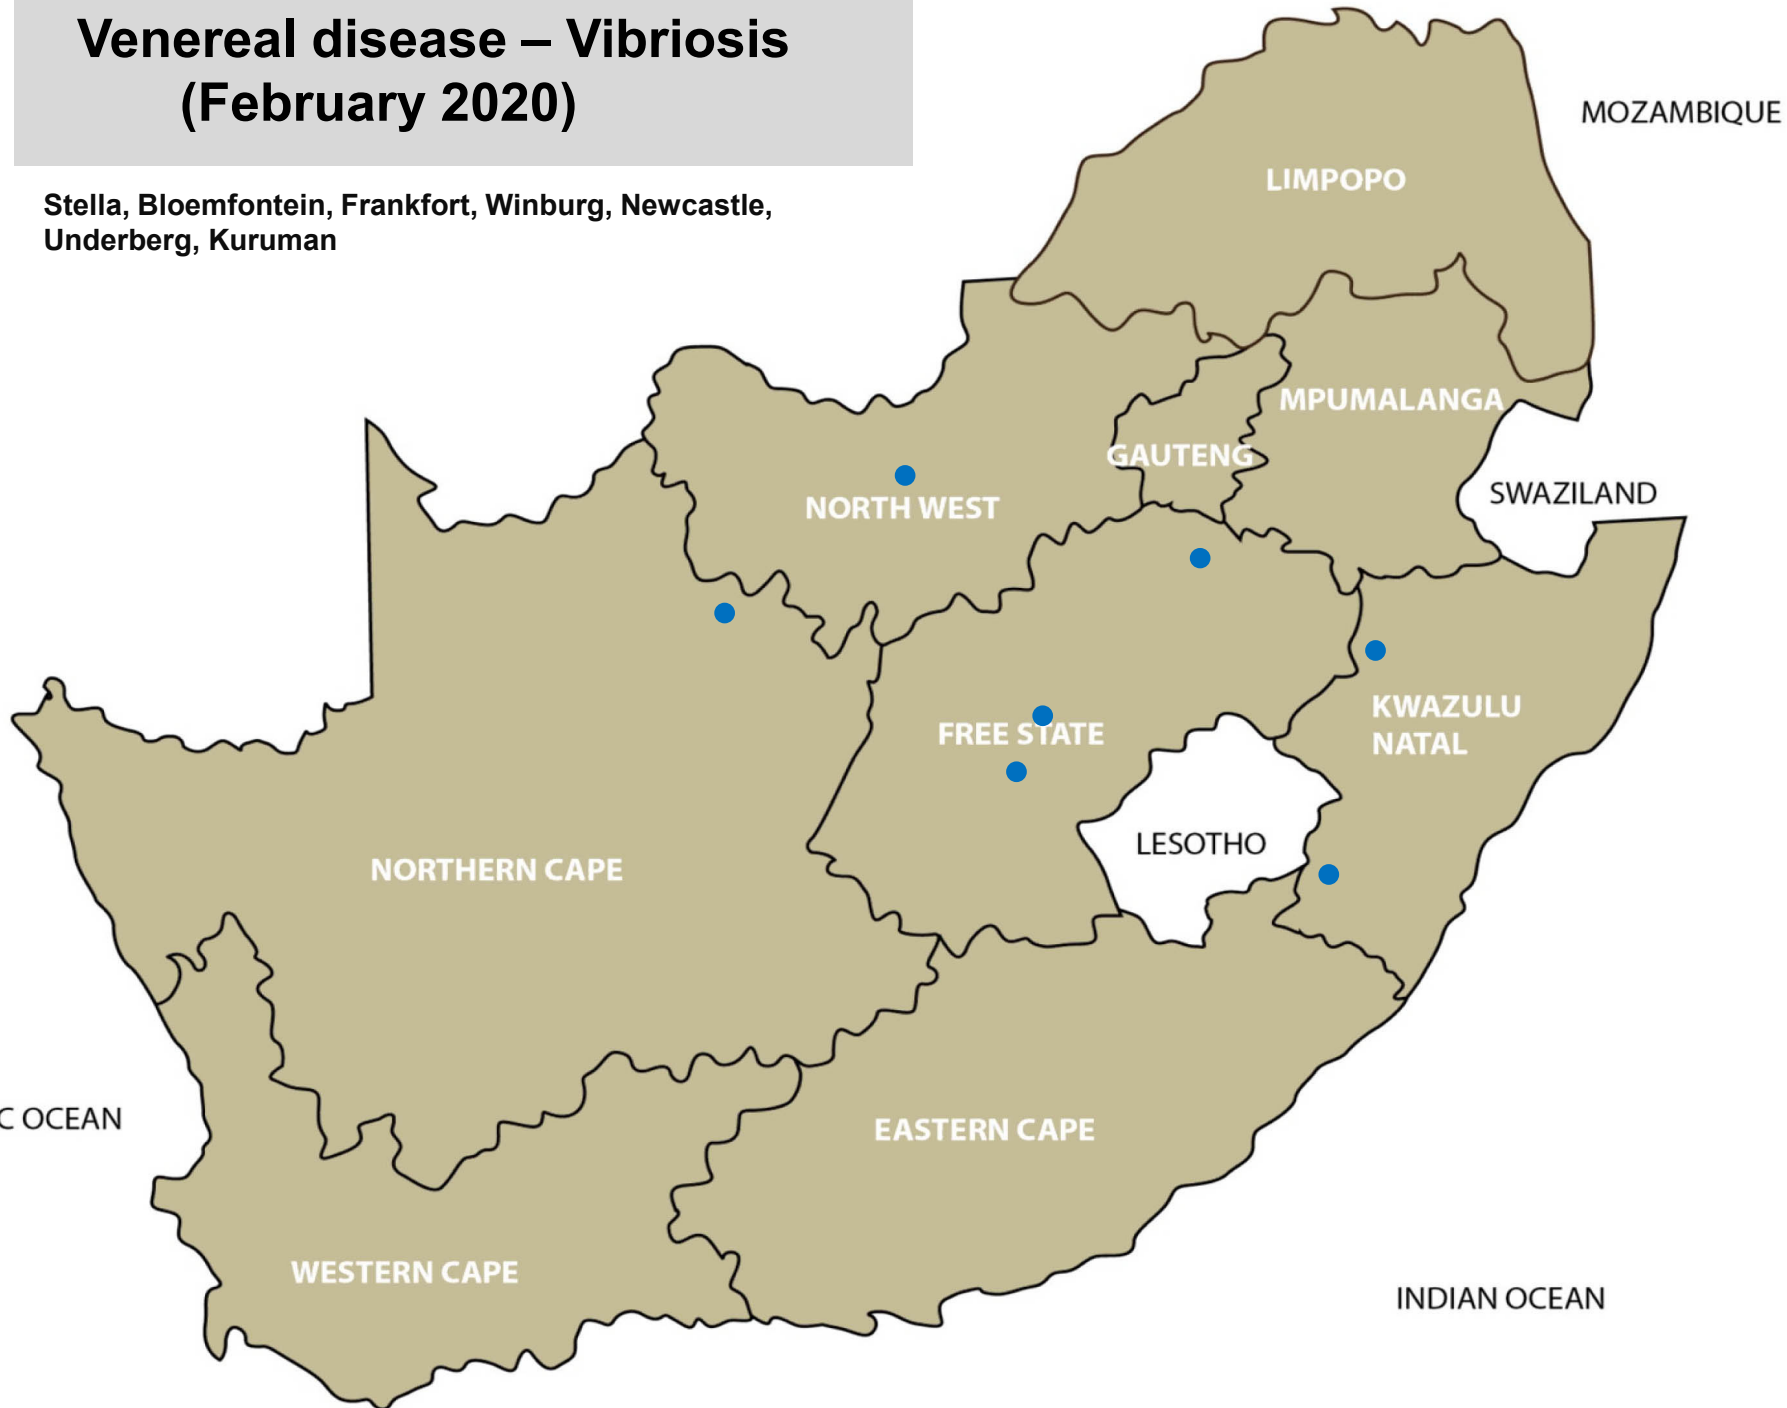 Venereal disease – Vibriosis
(February 2020)
Stella, Bloemfontein, Frankfort, Winburg, Newcastle,
Underberg, Kuruman
MOZAMBIQUE
LIMPOPO
MPUMALANGA
GAUTENG
SWAZILAND
NORTH WEST
KWAZULU
NATAL
FREE STATE
LESOTHO
NORTHERN CAPE
C OCEAN
EASTERN CAPE
WESTERN CAPE
INDIAN OCEAN